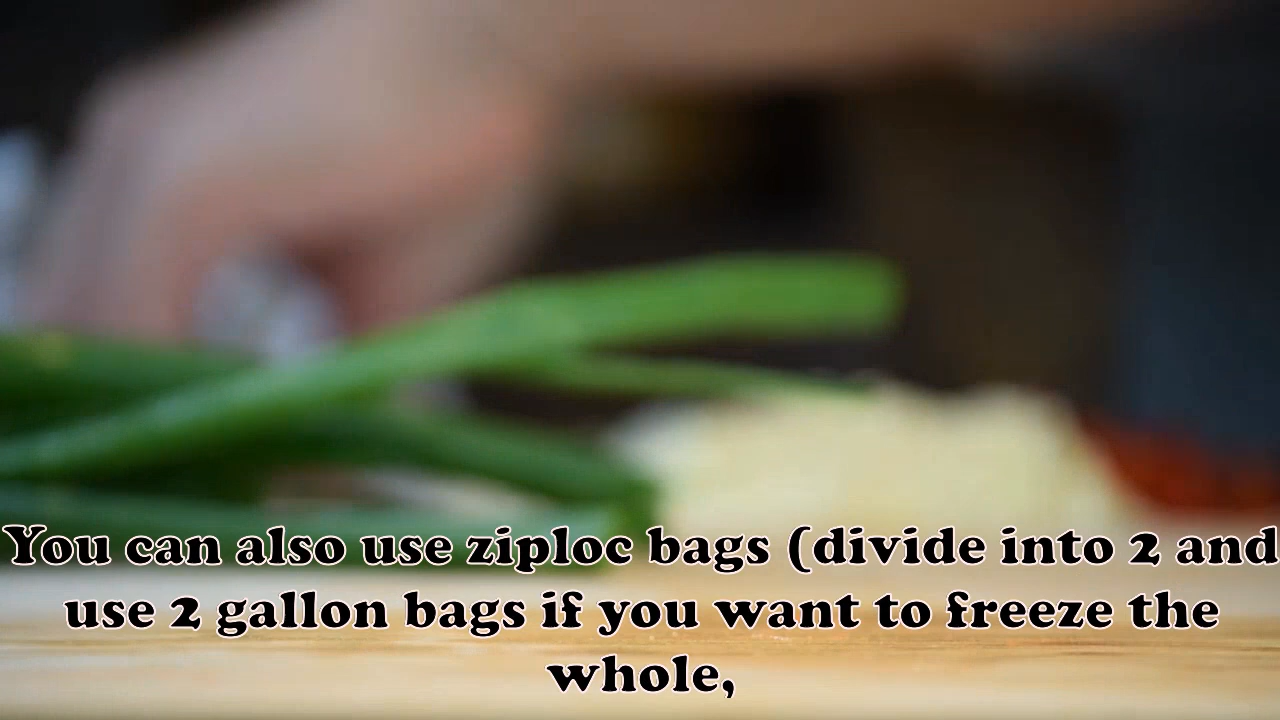 You can also use ziploc bags (divide into 2 and
use 2 gallon bags if you want to freeze the
whole,